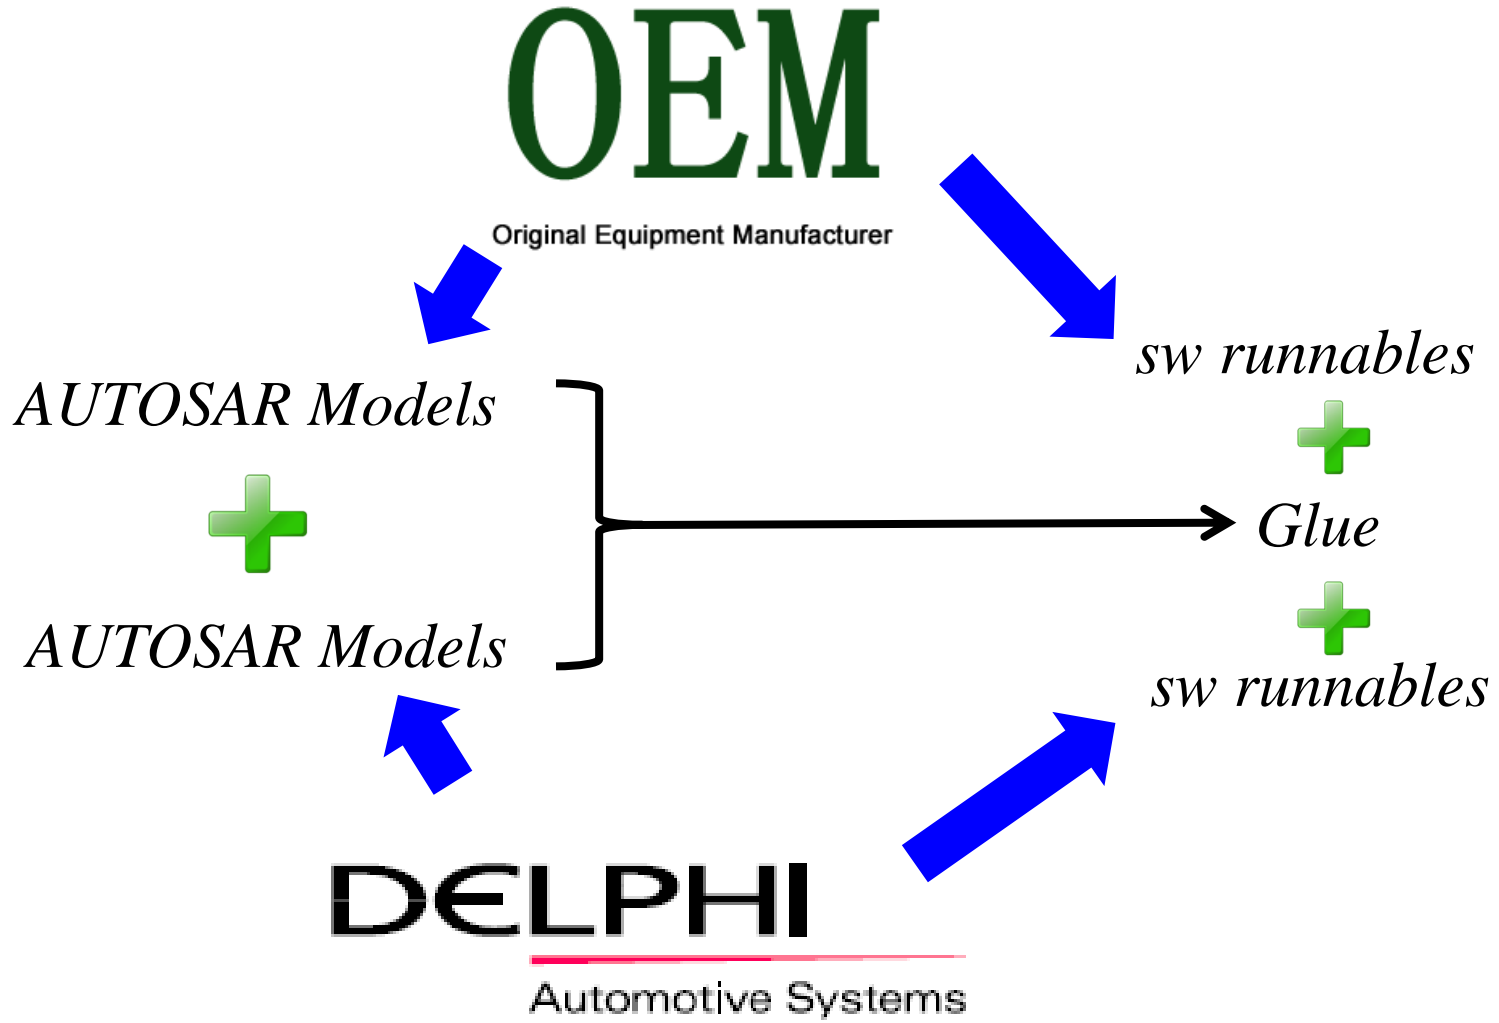 OEM
Original Equipment Manufacturer
sw runnables
AUTOSAR Models
Glue
AUTOSAR Models
sw runnables
DELPHI
Automotive Systems